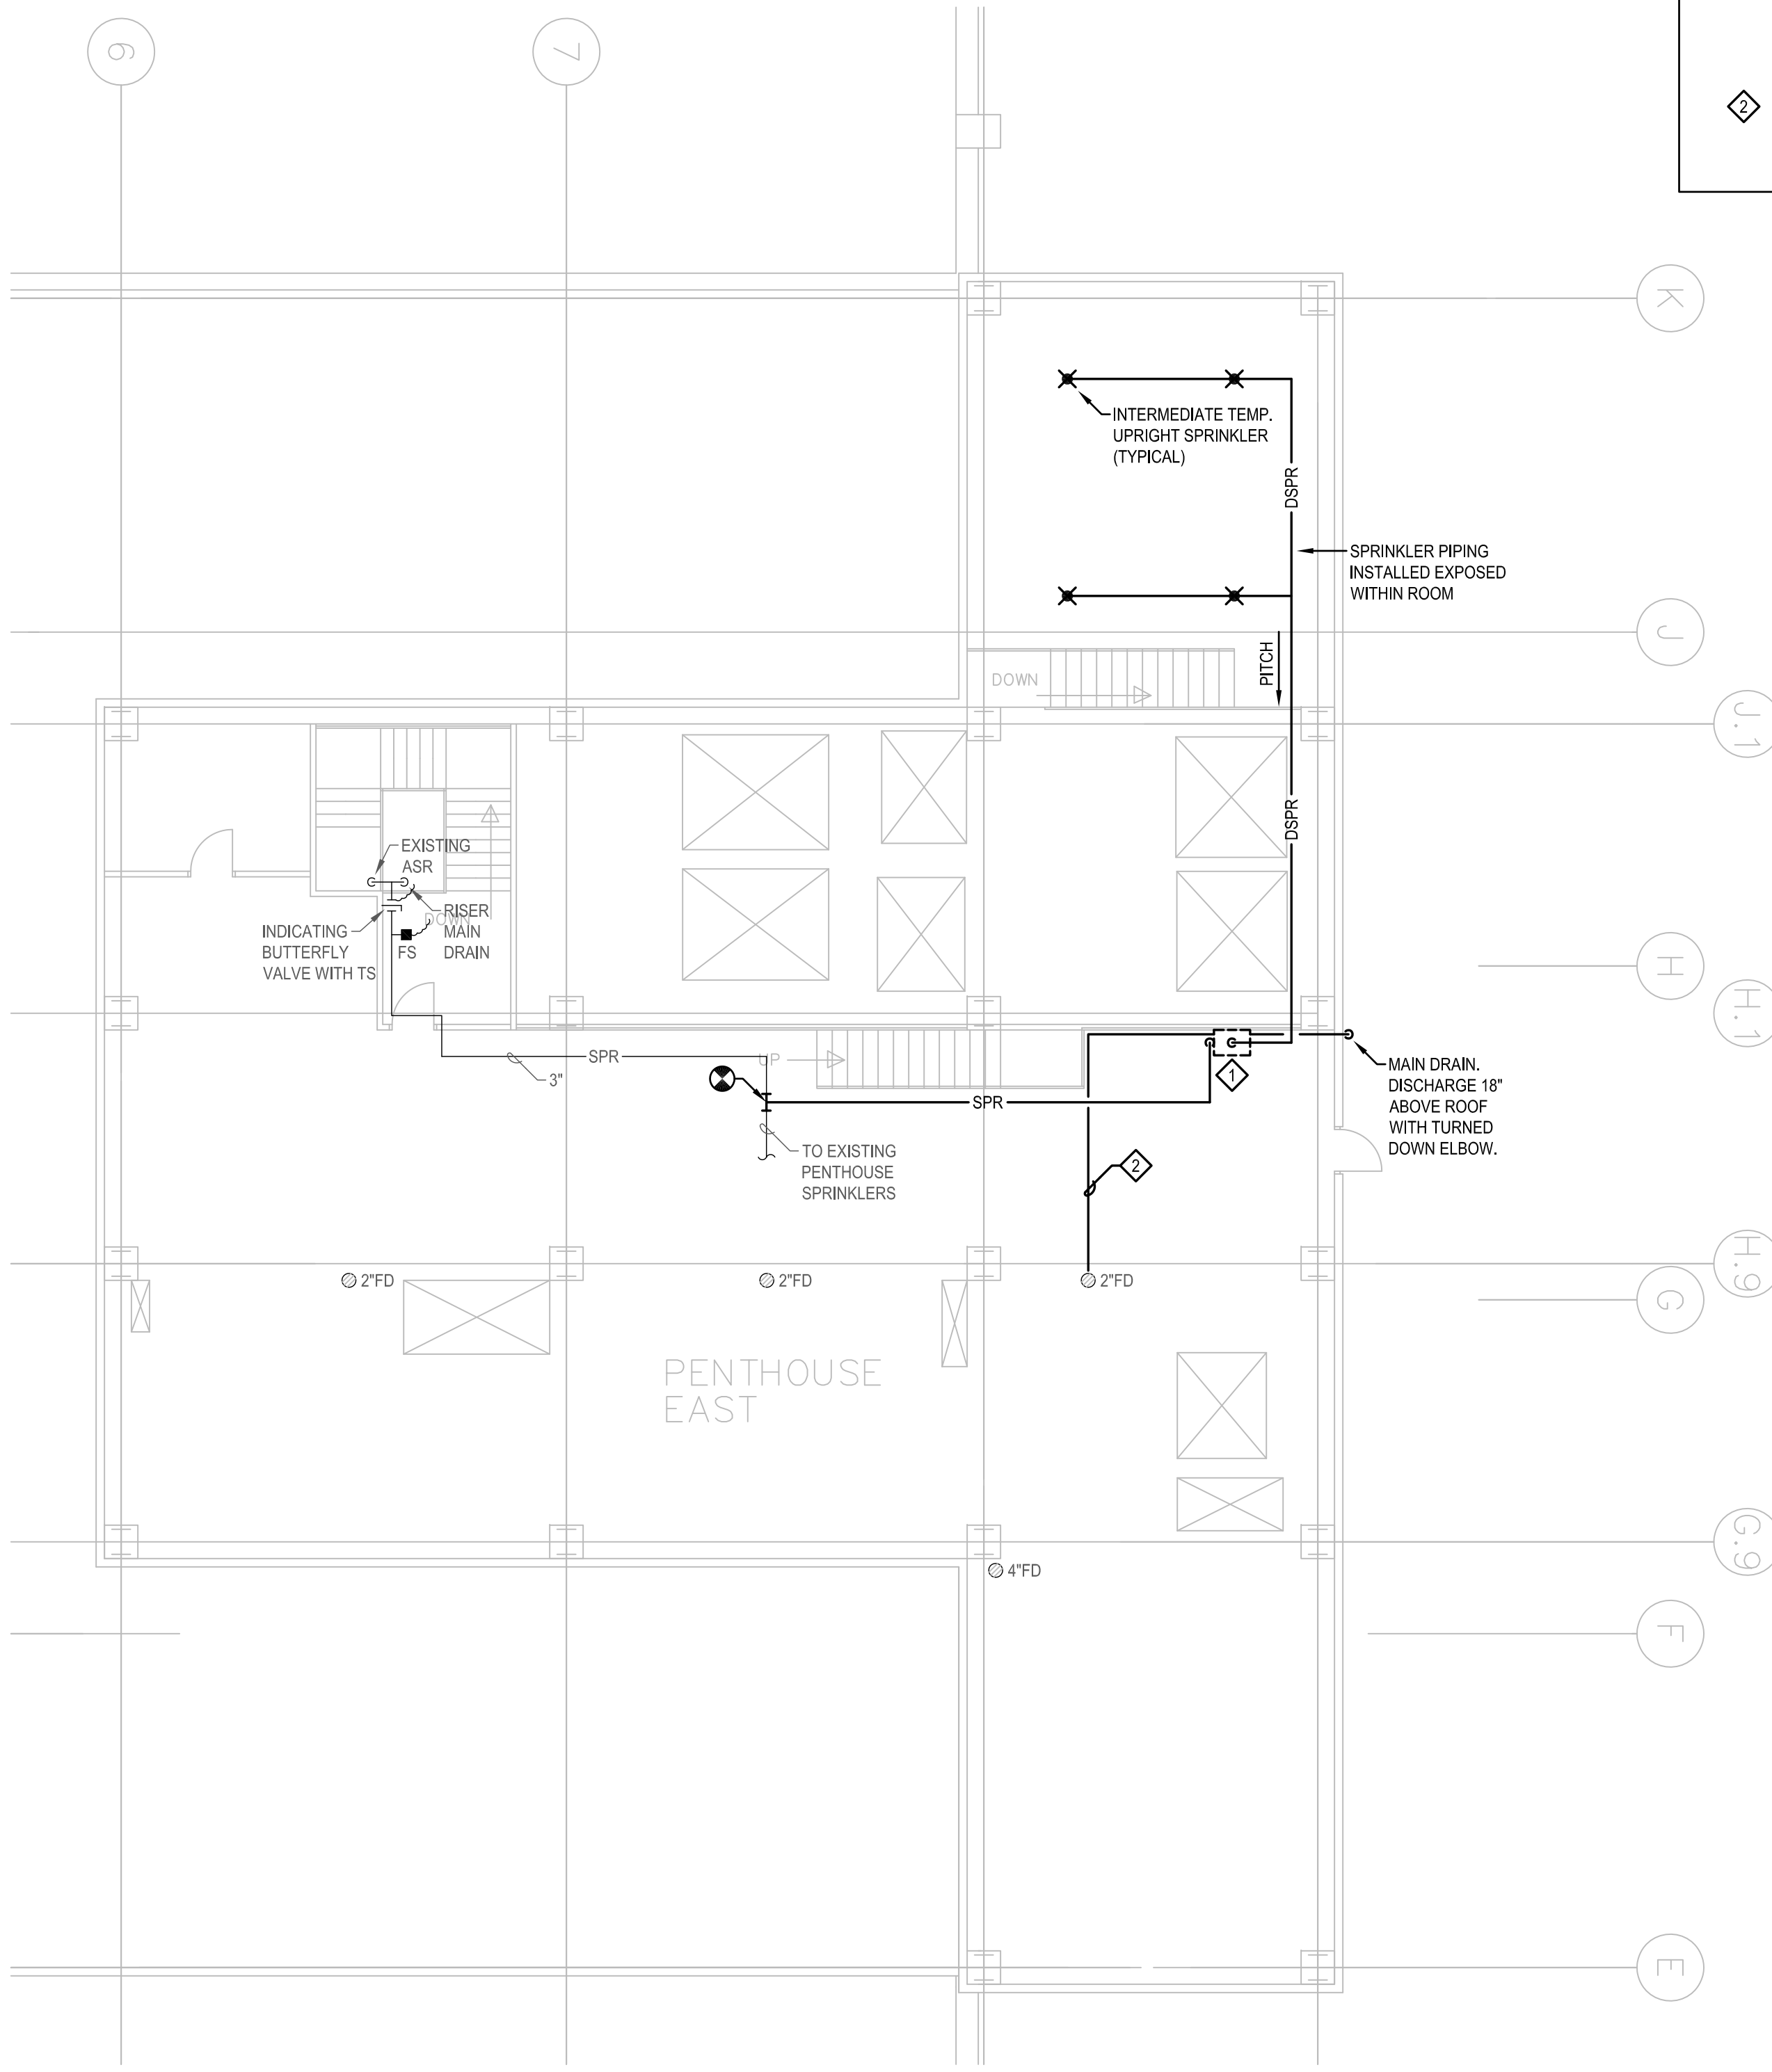 6
7
2
K
INTERMEDIATE TEMP.
UPRIGHT SPRINKLER
(TYPICAL)
DSPR
SPRINKLER PIPING
INSTALLED EXPOSED
WITHIN ROOM
J
PITCH
DOWN
J.1
DSPR
EXISTING
ASR
RISER
MAIN
DRAIN
DOWN
INDICATING
BUTTERFLY
VALVE WITH TS
FS
H
H.1
SPR
3"
UP
1
MAIN DRAIN.
DISCHARGE 18"
ABOVE ROOF
WITH TURNED
DOWN ELBOW.
SPR
TO EXISTING
PENTHOUSE
SPRINKLERS
2
H.9
2"FD
2"FD
2"FD
G
PENTHOUSE
EAST
G.9
4"FD
F
E